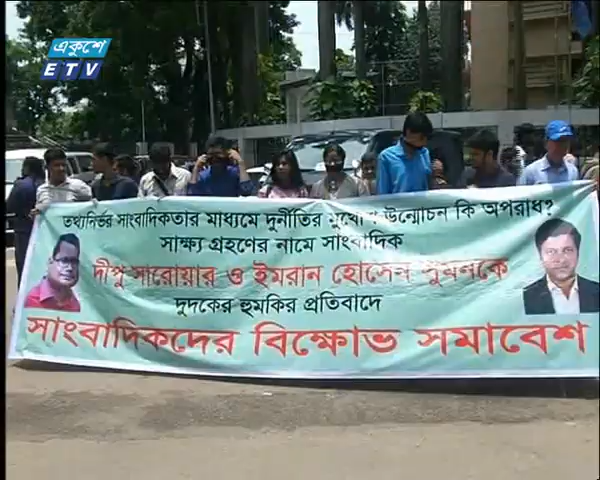 একুশে
ETV
তথ্যনির্ভর সাংবাদিকতার মাধ্যমে দুর্নীতির মুখোশ উন্মোচন কি অপরাধ?
সাক্ষ্য গ্রহণের নামে সাংবাদিক
দীপু সারোয়ার ও ইমরান হোসেন সুমনকে
দুদকের হুমকির প্রতিবাদে
সাংবাদিকদের বিক্ষোভ সমাবেশ